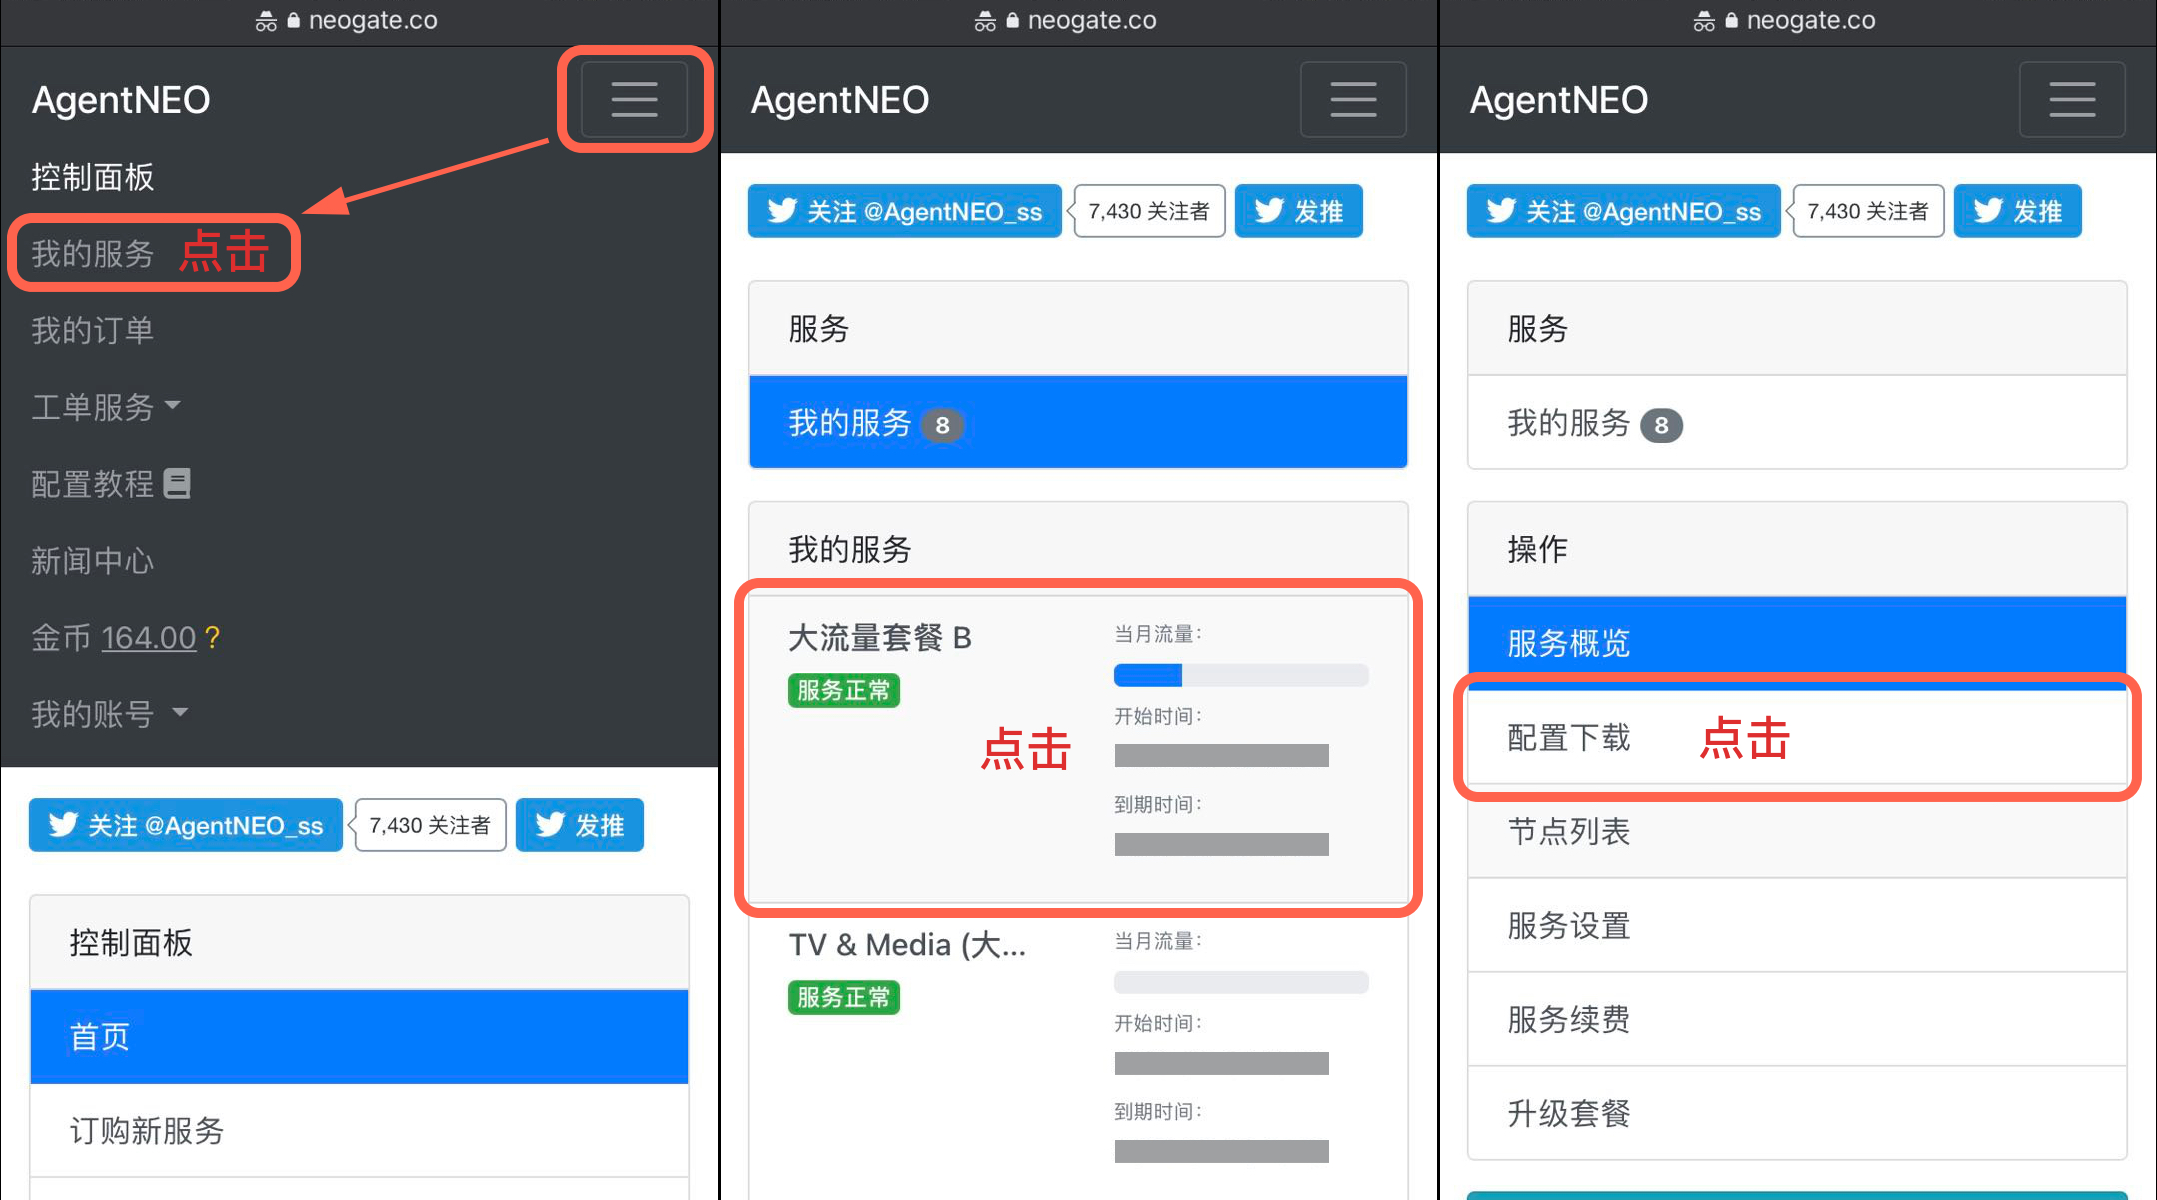 neogate.co
AgentNEO
控制面板
我的服务 点击
我的订单
工单服务
配置教程
新闻中心
金币 164.00 ?
我的账号
关注 @AgentNEO_ss 7,430 关注者 发推
控制面板
首页
订购新服务
neogate.co
AgentNEO
关注 @AgentNEO_ss 7,430 关注者 发推
服务
我的服务 8
我的服务
大流量套餐 B
服务正常
点击
当月流量:
开始时间:
到期时间:
TV & Media (大...
服务正常
当月流量:
开始时间:
到期时间:
neogate.co
AgentNEO
关注 @AgentNEO_ss 7,430 关注者 发推
服务
我的服务 8
操作
服务概览
配置下载 点击
节点列表
服务设置
服务续费
升级套餐